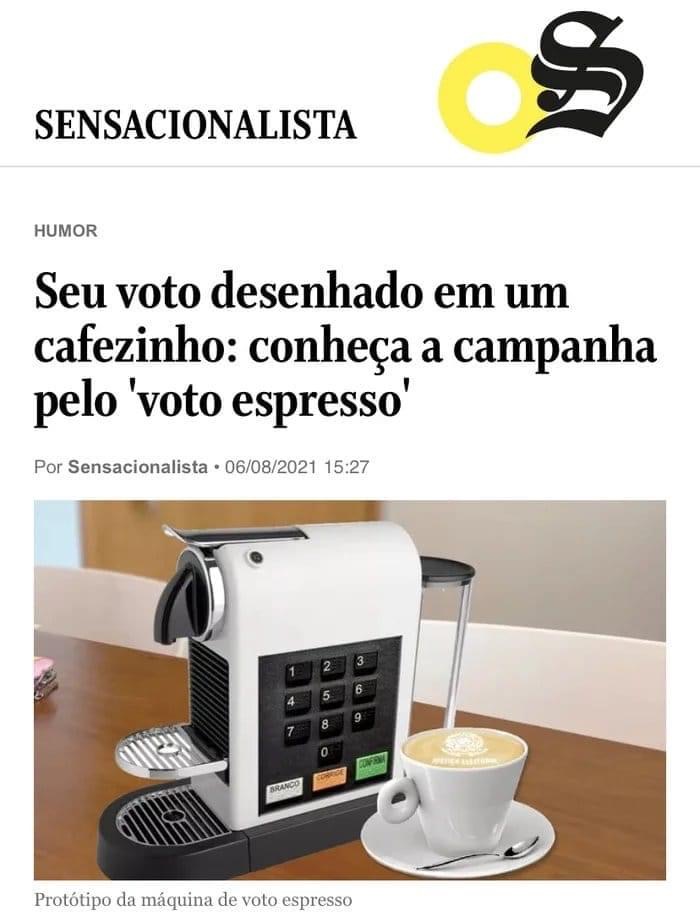 SENSACIONALISTA
HUMOR
Seu voto desenhado em um
cafezinho: conheça a campanha
pelo 'voto espresso'
Por Sensacionalista • 06/08/2021 15:27
1 2 3
4 5 6
7 8 9
0
BRANCO CORRIGE CONFIRMA
JUSTIÇA ELEITORAL
Protótipo da máquina de voto espresso